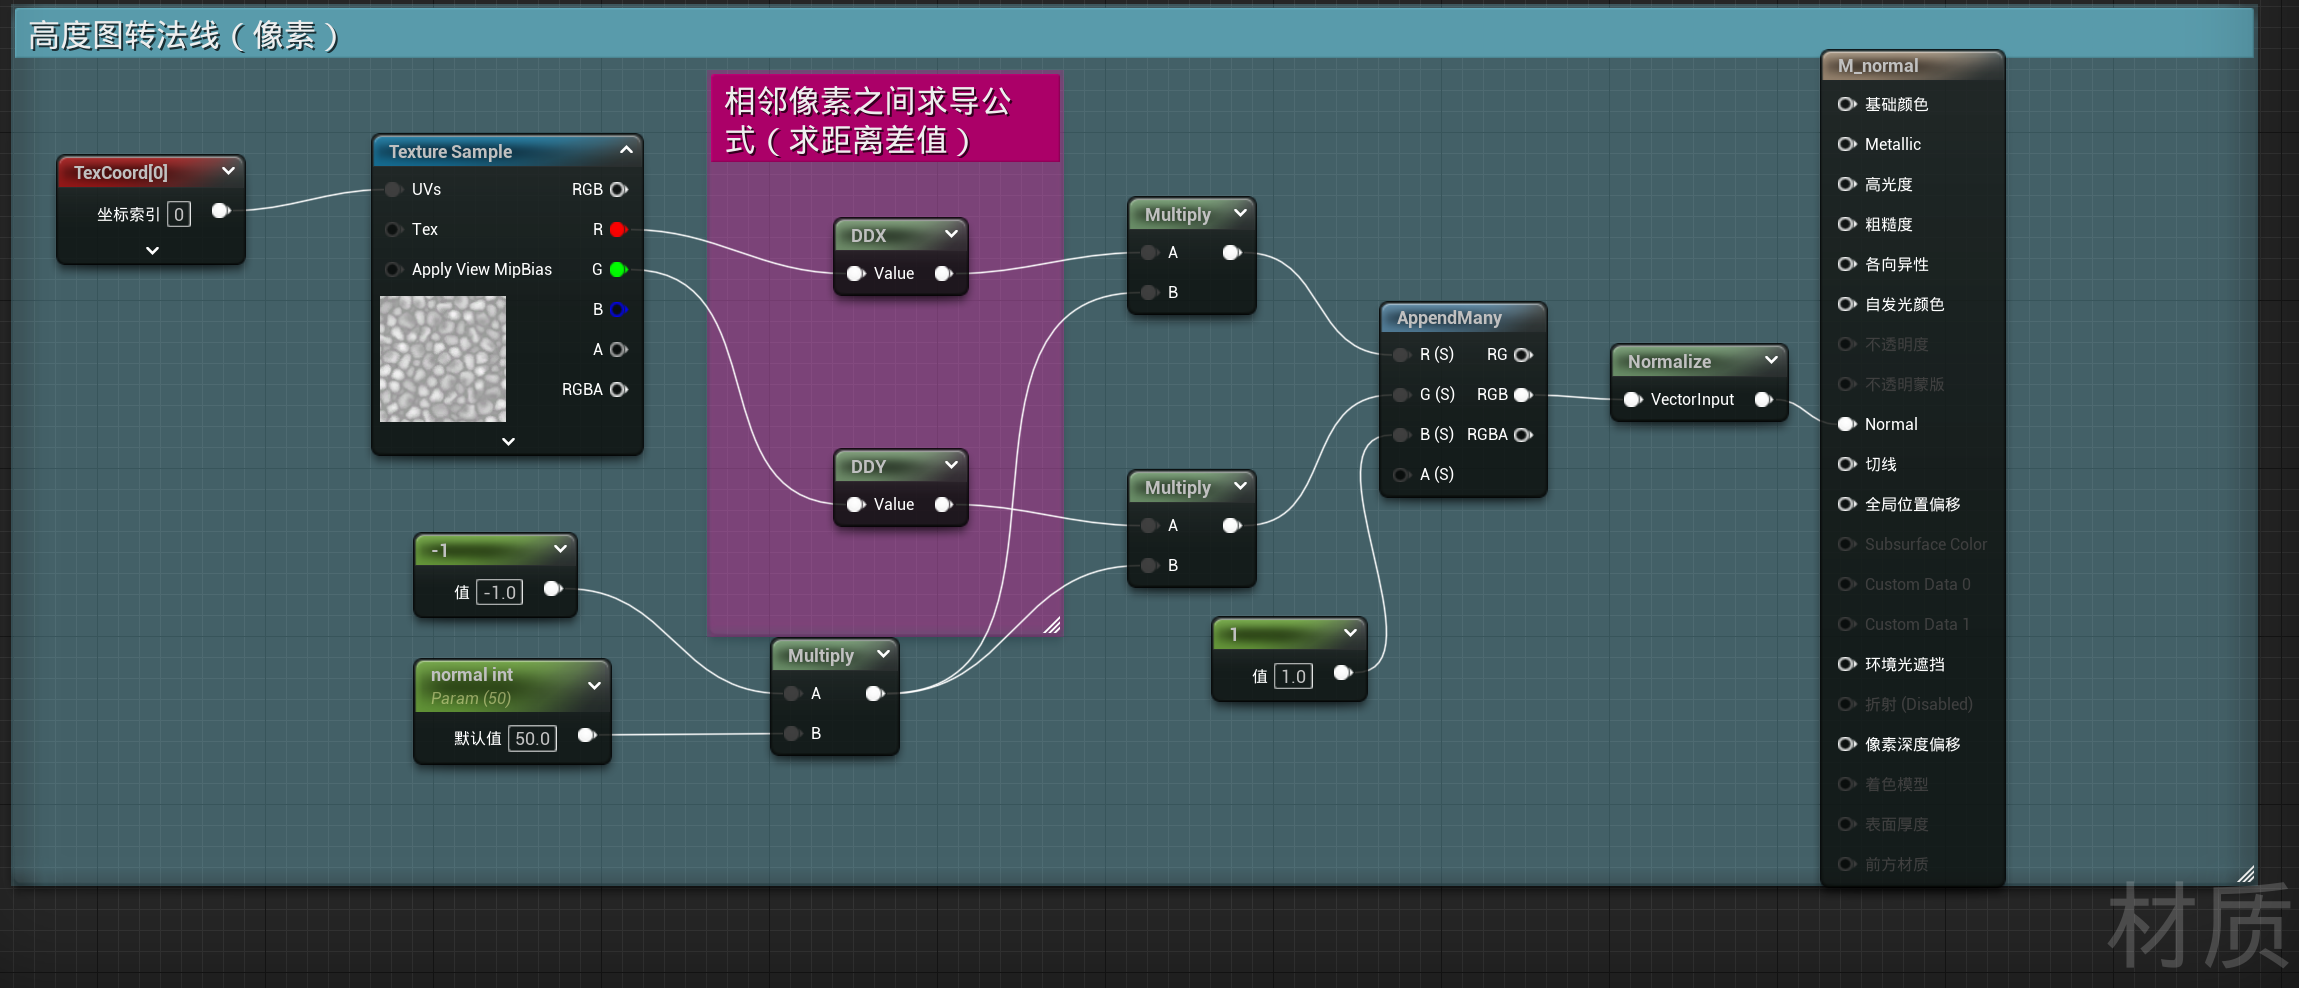 高度图转法线（像素）
TexCoord[0]
坐标索引 0
Texture Sample
UVs RGB
Tex R
Apply View MipBias G
B
A
RGBA
相邻像素之间求导公
式（求距离差值）
DDX
Value
DDY
Value
-1
值 -1.0
normal int
Param (50)
默认值 50.0
Multiply
A
B
Multiply
A
B
Multiply
A
B
1
值 1.0
AppendMany
R (S) RG
G (S) RGB
B (S) RGBA
A (S)
Normalize
VectorInput
M_normal
基础颜色
Metallic
高光度
粗糙度
各向异性
自发光颜色
不透明度
不透明蒙版
Normal
切线
全局位置偏移
Subsurface Color
Custom Data 0
Custom Data 1
环境光遮挡
折射 (Disabled)
像素深度偏移
着色模型
表面厚度
前方材质
材质